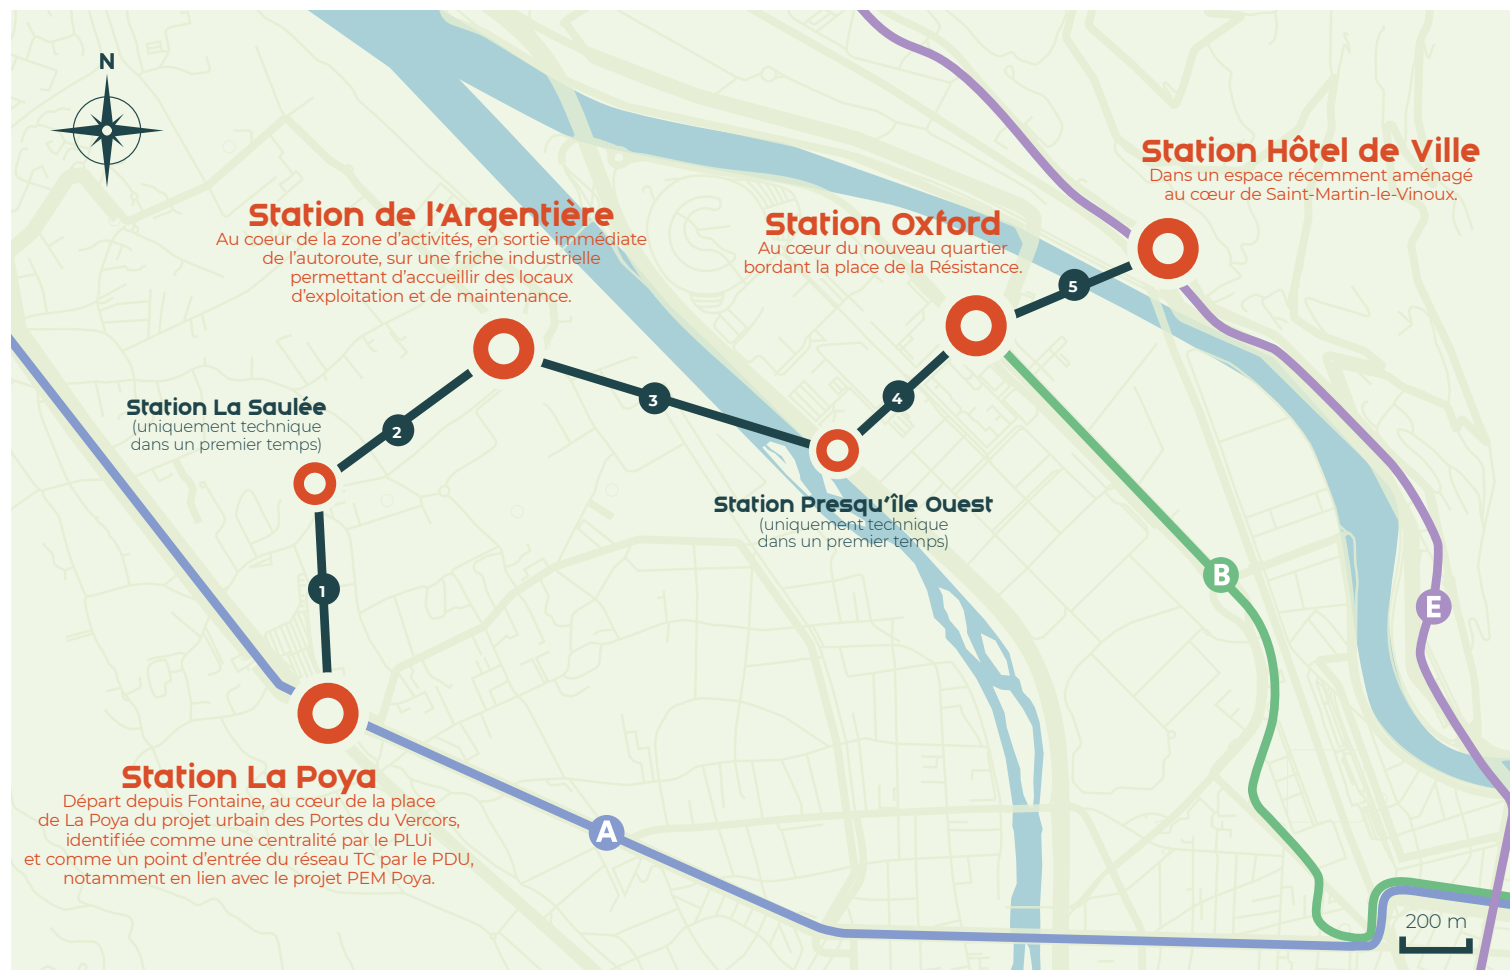 N
Station Hôtel de Ville
Dans un espace récemment aménagé
au cœur de Saint-Martin-le-Vinoux.
Station de l'Argentière
Au coeur de la zone d'activités, en sortie immédiate
de l'autoroute, sur une friche industrielle
permettant d'accueillir des locaux
d'exploitation et de maintenance.
Station Oxford
Au cœur du nouveau quartier
bordant la place de la Résistance.
5
4
3
Station La Saulée
(uniquement technique
dans un premier temps)
2
Station Presqu'île Ouest
(uniquement technique
dans un premier temps)
1
B
E
Station La Poya
Départ depuis Fontaine, au cœur de la place
de La Poya du projet urbain des Portes du Vercors,
identifiée comme une centralité par le PLUi
et comme un point d'entrée du réseau TC par le PDU,
notamment en lien avec le projet PEM Poya.
A
200 m